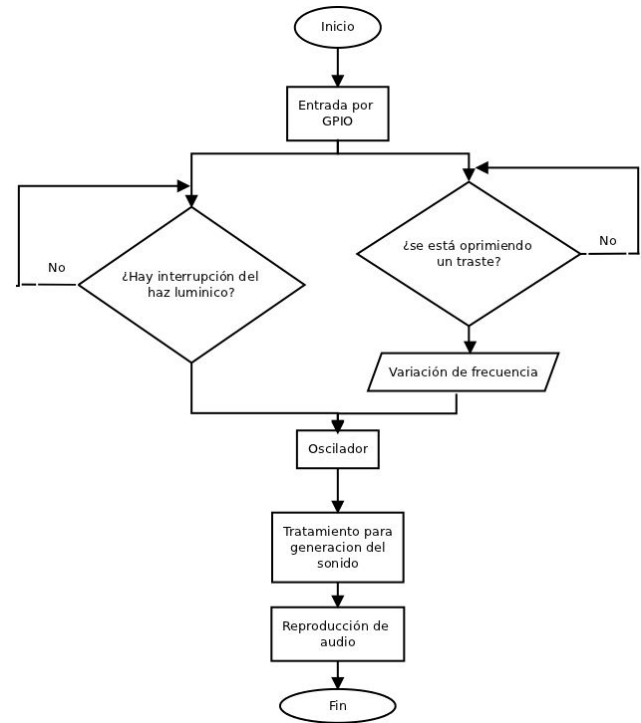 Inicio
Entrada por
GPIO
¿Hay interrupción del
haz luminico?
No
¿se está oprimiendo
un traste?
No
Variación de frecuencia
Oscilador
Tratamiento para
generacion del
sonido
Reproducción de
audio
Fin